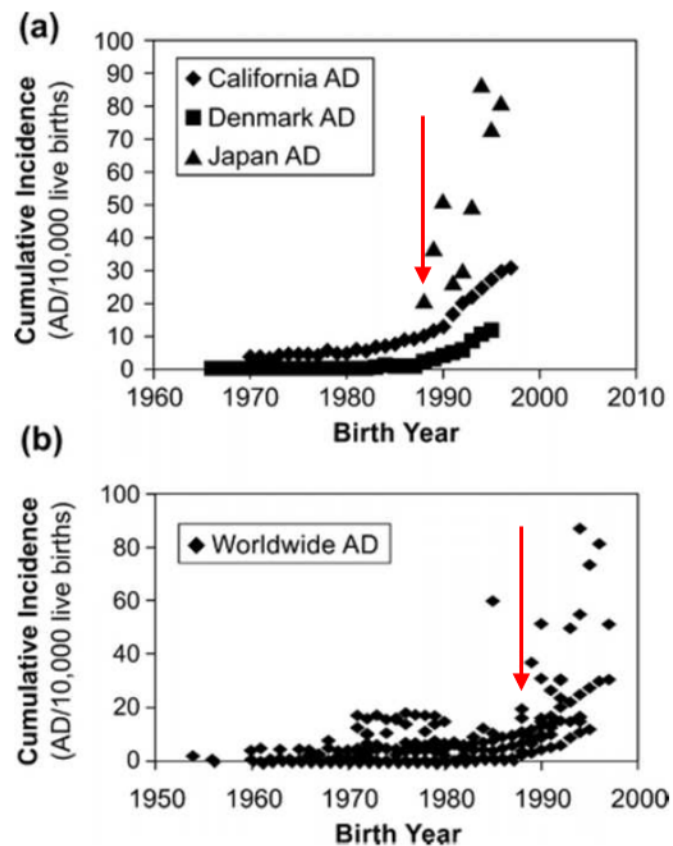 (a)
Cumulative Incidence
(AD/10,000 live births)
100
90
80
70
60
50
40
30
20
10
0
California AD
Denmark AD
Japan AD
1960 1970 1980 1990 2000 2010
Birth Year
(b)
Cumulative Incidence
(AD/10,000 live births)
100
80
60
40
20
0
Worldwide AD
1950 1960 1970 1980 1990 2000
Birth Year